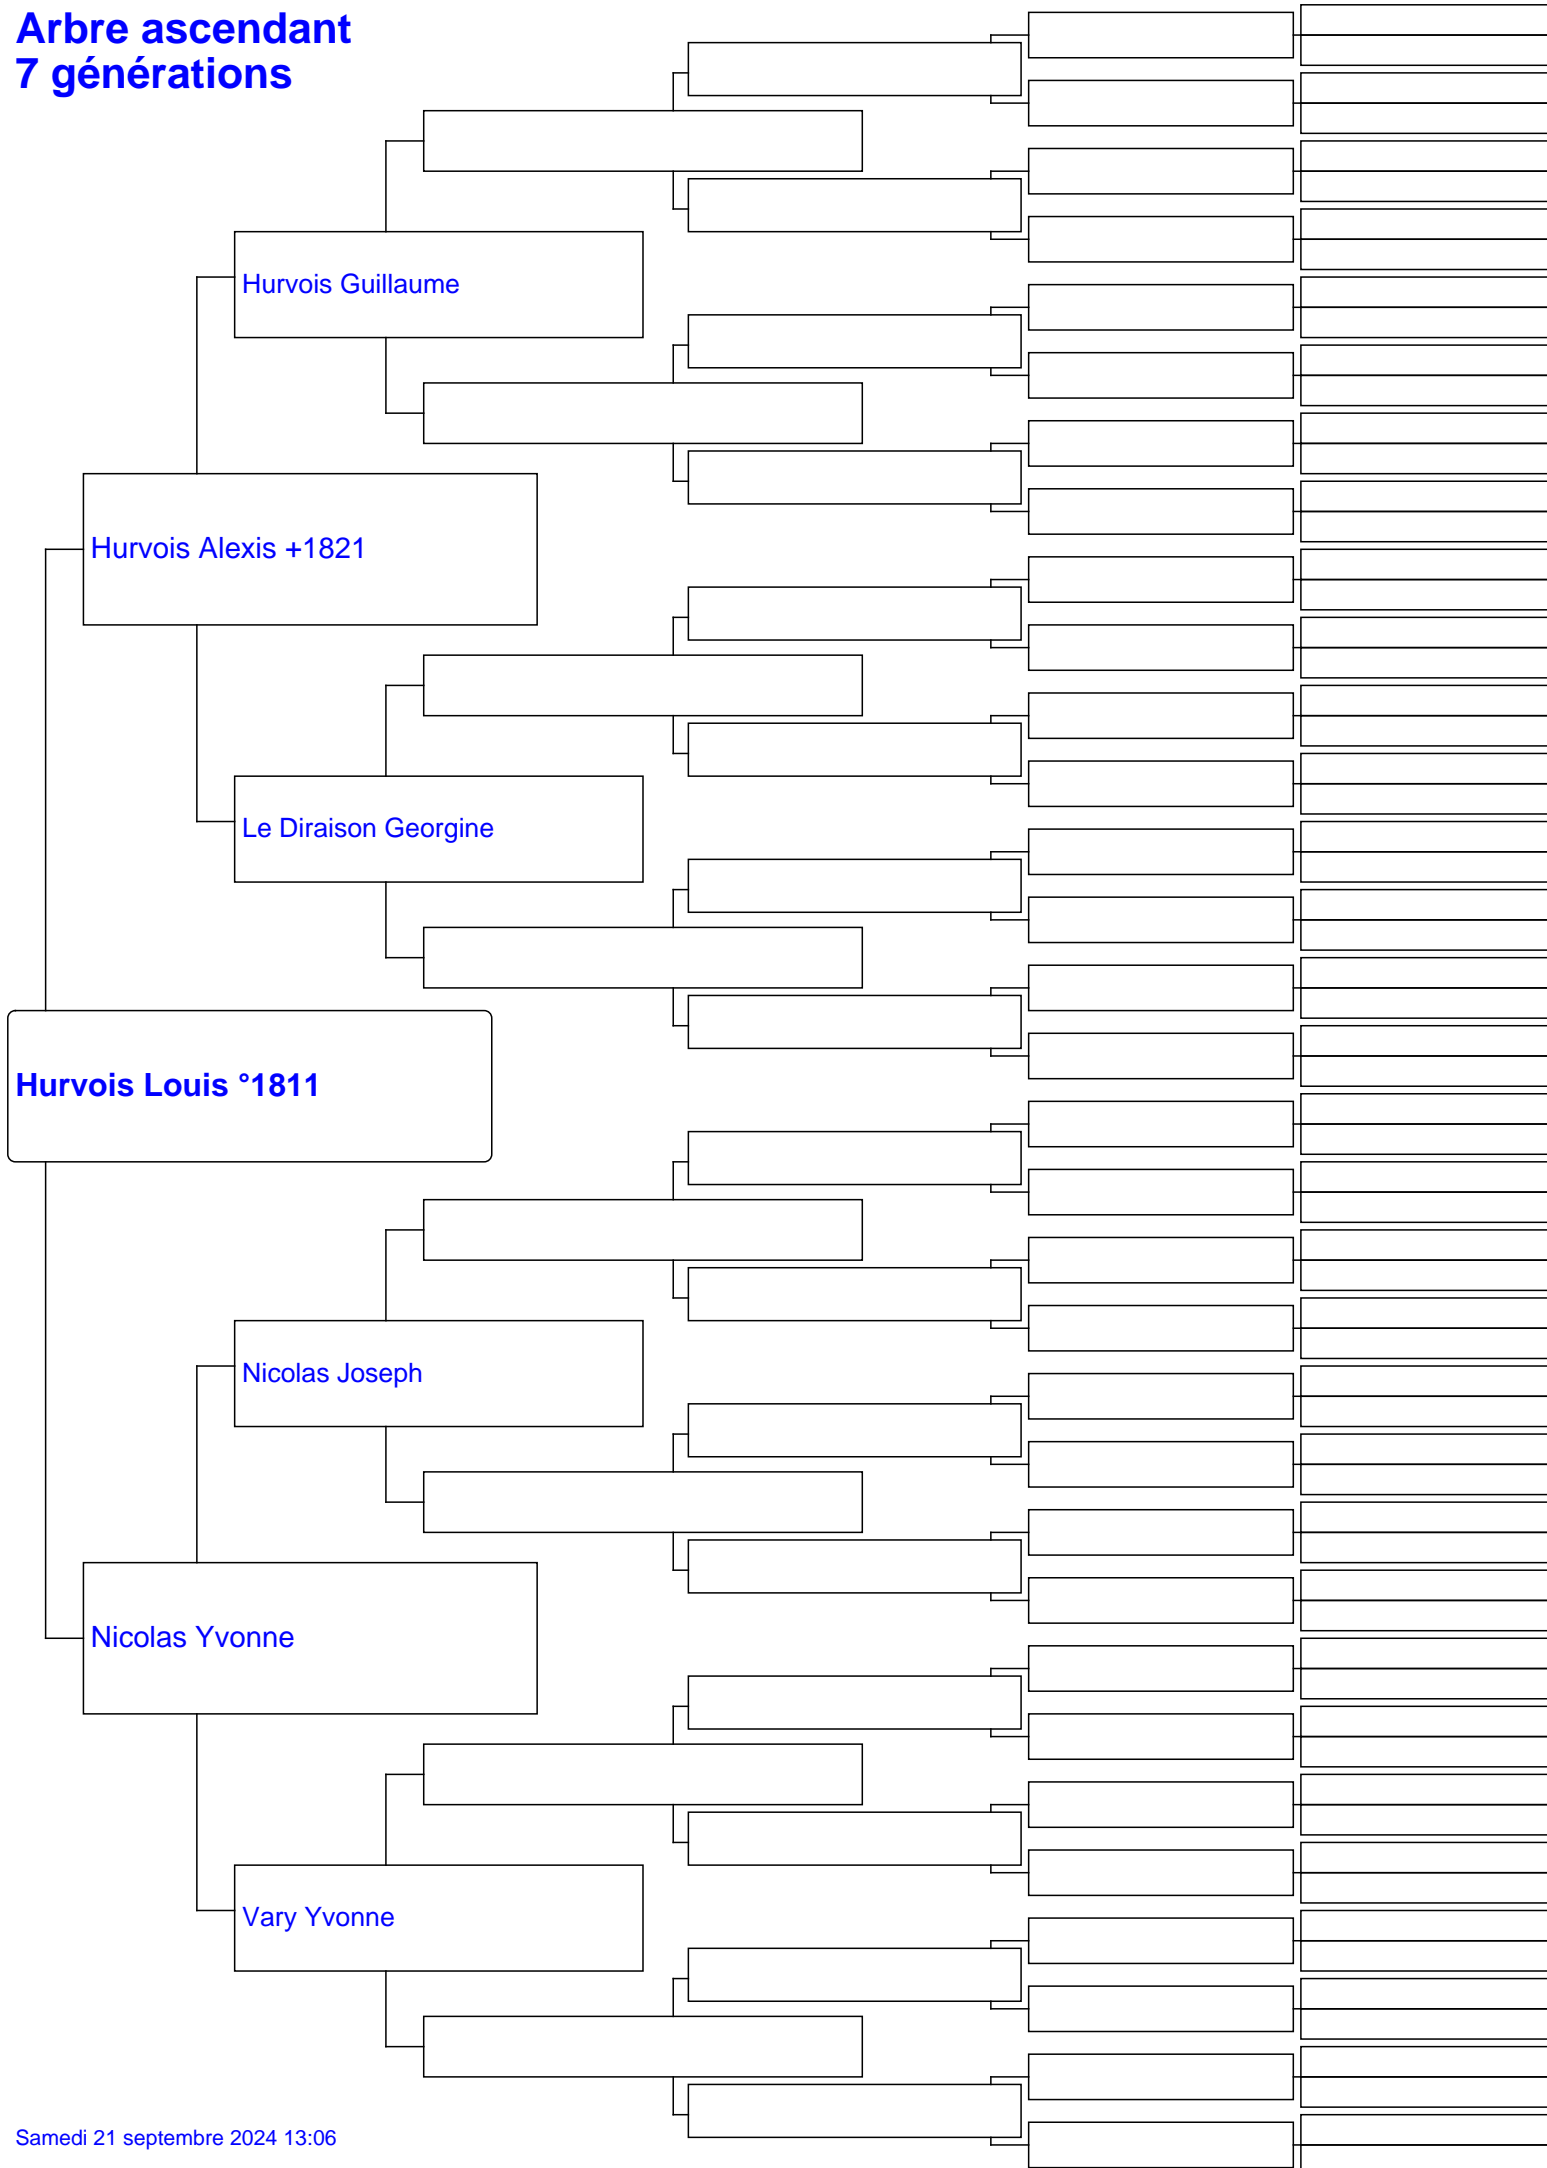 Arbre ascendant
7 générations
Hurvois Guillaume
Hurvois Alexis +1821
Le Diraison Georgine
Hurvois Louis °1811
Nicolas Joseph
Nicolas Yvonne
Vary Yvonne
Samedi 21 septembre 2024 13:06